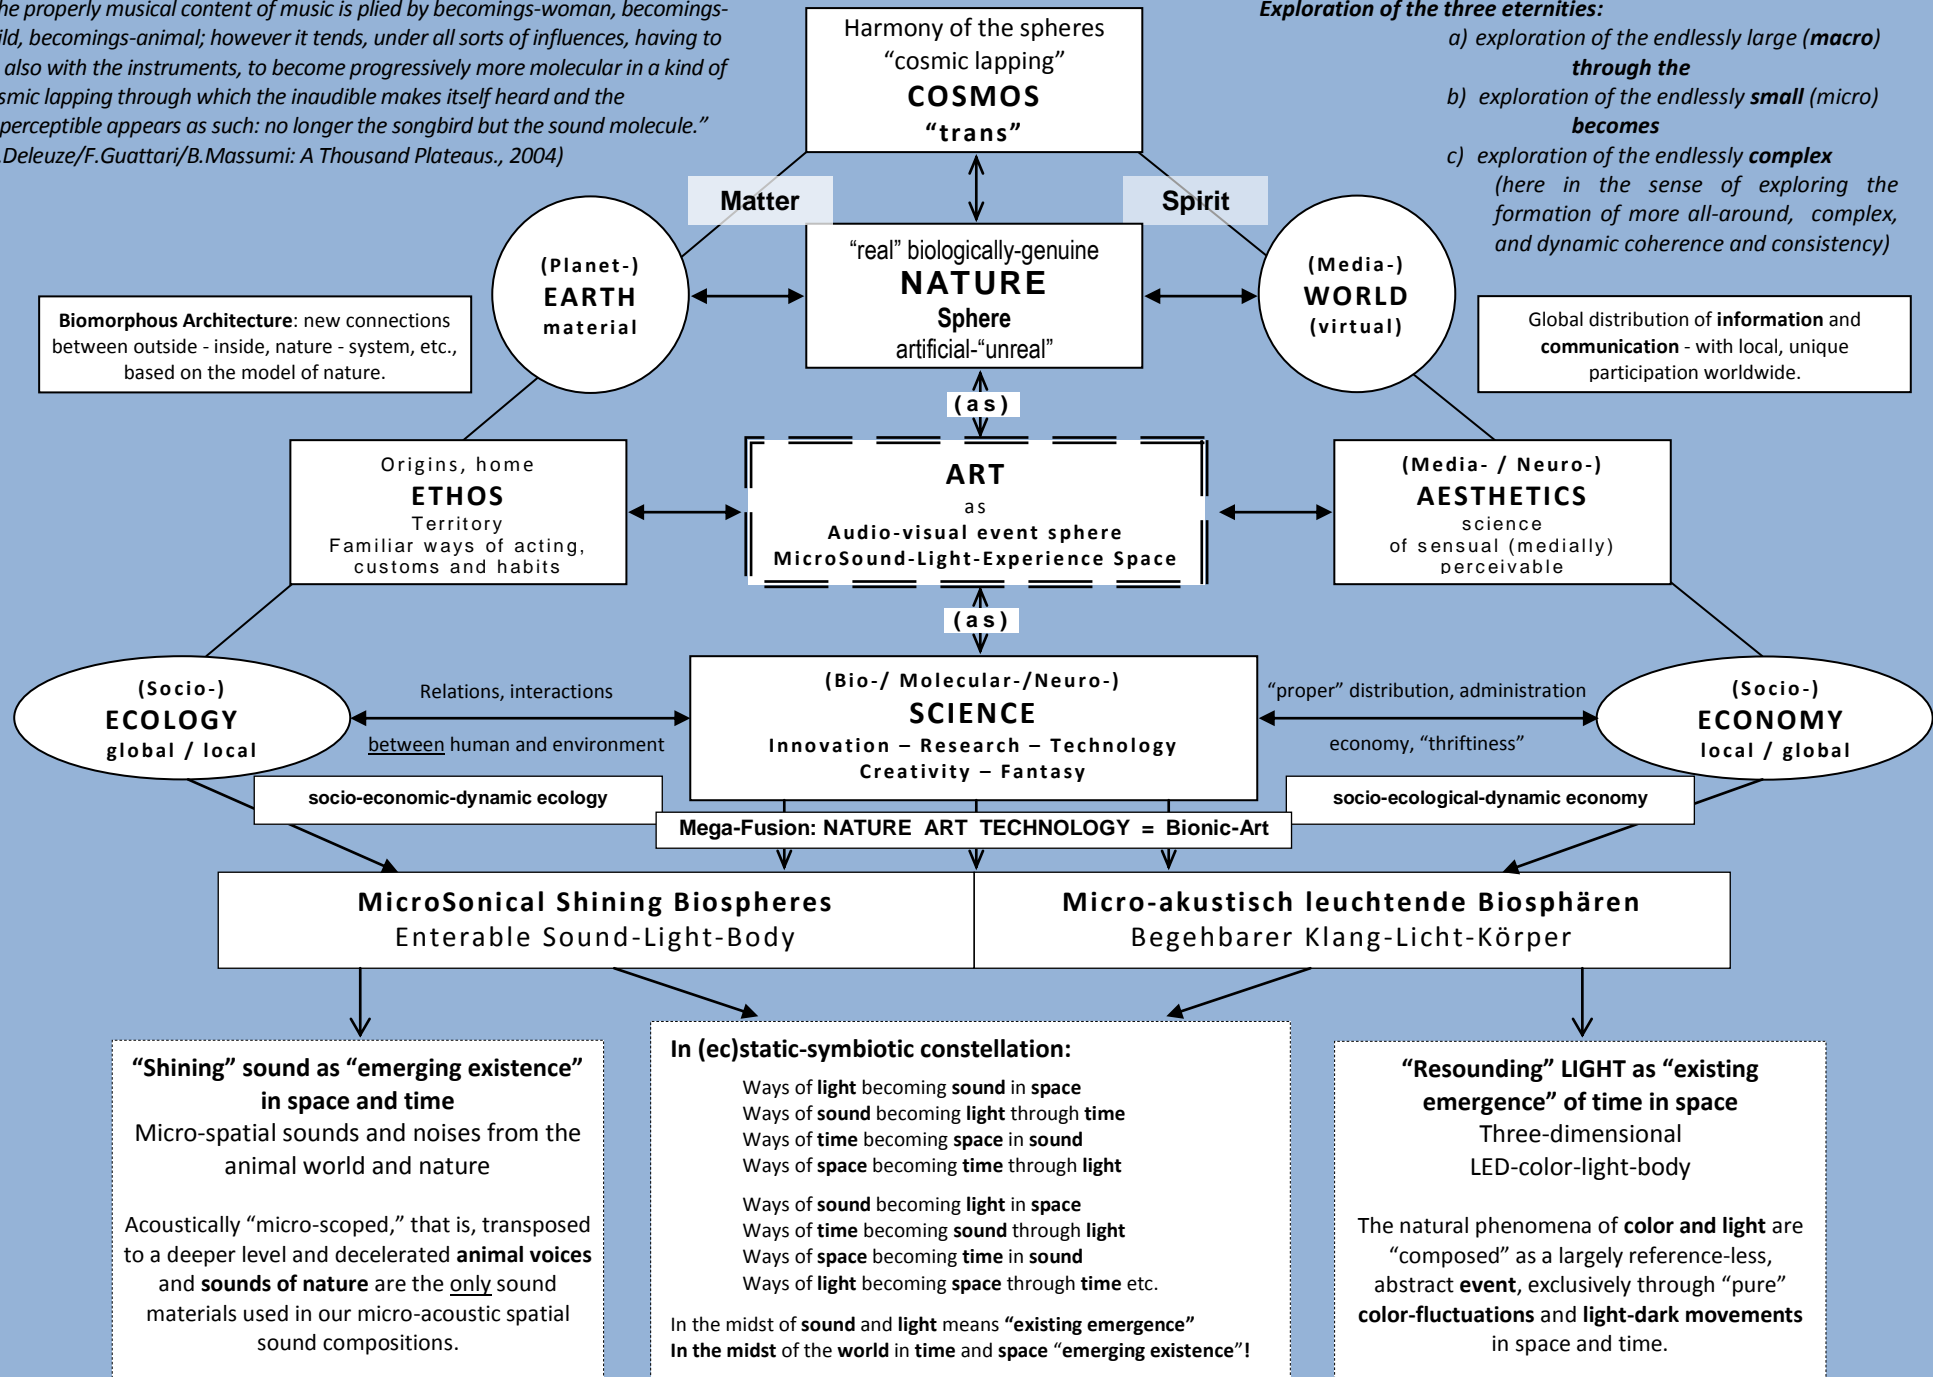 he properly musical content of music is plied by becomings-woman, becomings-
ild, becomings-animal; however it tends, under all sorts of influences, having to
also with the instruments, to become progressively more molecular in a kind of
smic lapping through which the inaudible makes itself heard and the
perceptible appears as such: no longer the songbird but the sound molecule.”
.Deleuze/F.Guattari/B.Massumi: A Thousand Plateaus., 2004)
Harmony of the spheres
“cosmic lapping”
COSMOS
“trans”
Exploration of the three eternities:
a) exploration of the endlessly large (macro)
through the
b) exploration of the endlessly small (micro)
becomes
c) exploration of the endlessly complex
(here in the sense of exploring the
formation of more all-around, complex,
and dynamic coherence and consistency)
Matter
Spirit
(Planet-)
EARTH
material
“real” biologically-genuine
NATURE
Sphere
artificial-“unreal”
(Media-)
WORLD
(virtual)
Biomorphous Architecture: new connections
between outside - inside, nature - system, etc.,
based on the model of nature.
Global distribution of information and
communication - with local, unique
participation worldwide.
(as)
Origins, home
ETHOS
Territory
Familiar ways of acting,
customs and habits
ART
as
Audio-visual event sphere
MicroSound-Light-Experience Space
(Media- / Neuro-)
AESTHETICS
science
of sensual (medially)
perceivable
(as)
(Socio-)
ECOLOGY
global / local
Relations, interactions
between human and environment
(Bio-/ Molecular-/Neuro-)
SCIENCE
Innovation – Research – Technology
Creativity – Fantasy
“proper” distribution, administration
economy, “thriftiness”
(Socio-)
ECONOMY
local / global
socio-economic-dynamic ecology
socio-ecological-dynamic economy
Mega-Fusion: NATURE ART TECHNOLOGY = Bionic-Art
MicroSonical Shining Biospheres
Enterable Sound-Light-Body
Micro-akustisch leuchtende Biosphären
Begehbarer Klang-Licht-Körper
“Shining” sound as “emerging existence”
in space and time
Micro-spatial sounds and noises from the
animal world and nature
Acoustically “micro-scoped,” that is, transposed
to a deeper level and decelerated animal voices
and sounds of nature are the only sound
materials used in our micro-acoustic spatial
sound compositions.
In (ec)static-symbiotic constellation:
Ways of light becoming sound in space
Ways of sound becoming light through time
Ways of time becoming space in sound
Ways of space becoming time through light
Ways of sound becoming light in space
Ways of time becoming sound through light
Ways of space becoming time in sound
Ways of light becoming space through time etc.
In the midst of sound and light means “existing emergence”
In the midst of the world in time and space “emerging existence”!
“Resounding” LIGHT as “existing
emergence” of time in space
Three-dimensional
LED-color-light-body
The natural phenomena of color and light are
“composed” as a largely reference-less,
abstract event, exclusively through “pure”
color-fluctuations and light-dark movements
in space and time.